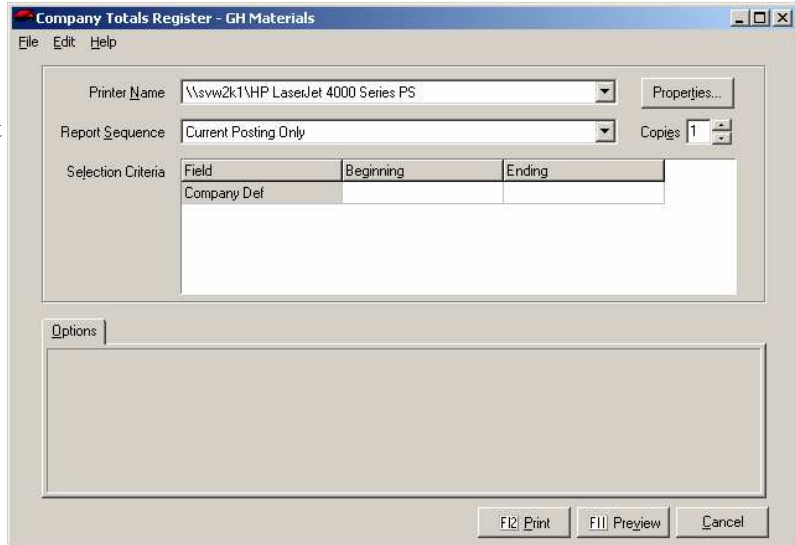 Company Totals Register - GH Materials
File Edit Help
Printer Name \\svw2k1\HP LaserJet 4000 Series PS Properties...
Report Sequence Current Posting Only Copies 1
Selection Criteria Field Beginning Ending
Company Def
Options
F12 Print F11 Preview Cancel